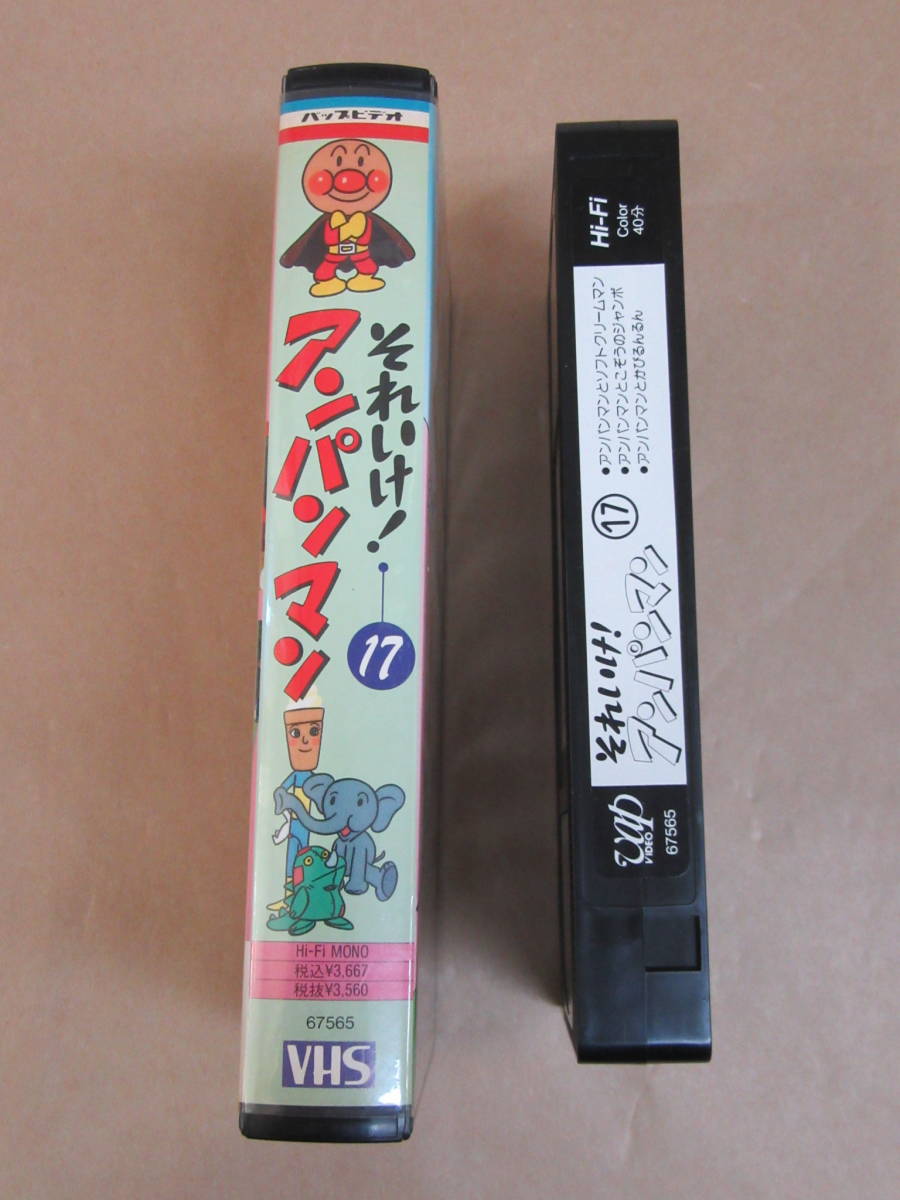 バップビデオ
それいけ!
アンパンマン
17
Hi-Fi MONO
税込¥3,667
税抜¥3,560
67565
VHS
Hi-Fi
Color
40分
●アンパンマンとソフトクリームマン
●アンパンマンとこぞうのジャンボ
●アンパンマンとかびるんるん
17
それいけ!
アンパンマン
vap
VIDEO
67565